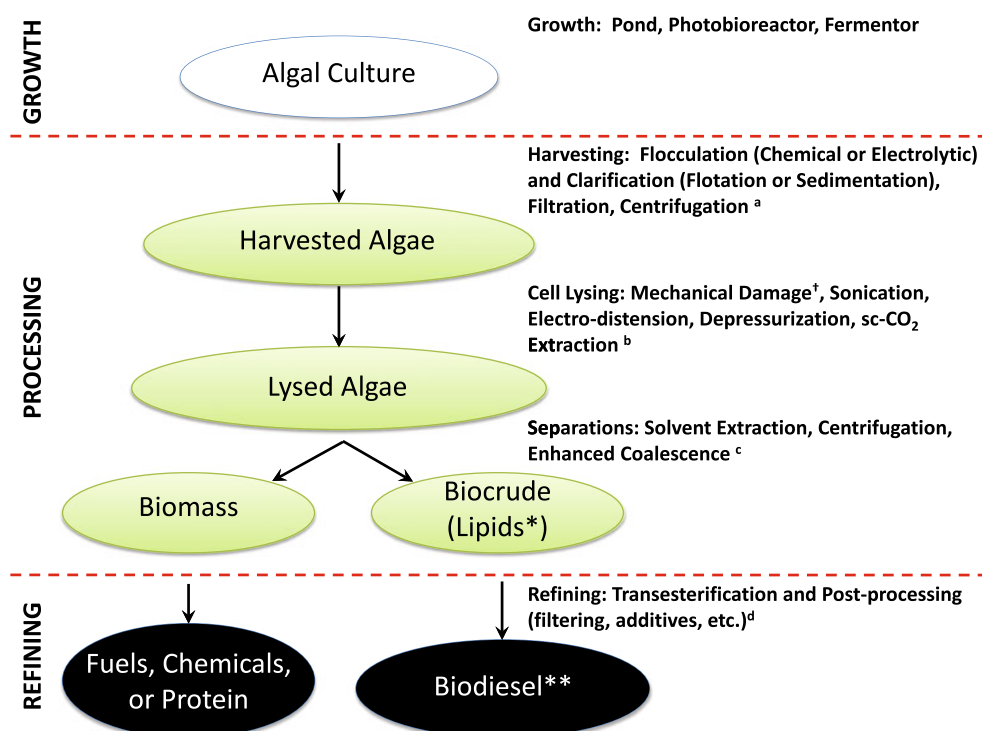 GROWTH
Growth: Pond, Photobioreactor, Fermentor
Algal Culture
PROCESSING
Harvesting: Flocculation (Chemical or Electrolytic)
and Clarification (Flotation or Sedimentation),
Filtration, Centrifugation ᵃ
Harvested Algae
Cell Lysing: Mechanical Damage†, Sonication,
Electro-distension, Depressurization, sc-CO₂
Extraction ᵇ
Lysed Algae
Separations: Solvent Extraction, Centrifugation,
Enhanced Coalescence ᶜ
Biomass
Biocrude
(Lipids*)
REFINING
Refining: Transesterification and Post-processing
(filtering, additives, etc.)ᵈ
Fuels, Chemicals,
or Protein
Biodiesel**